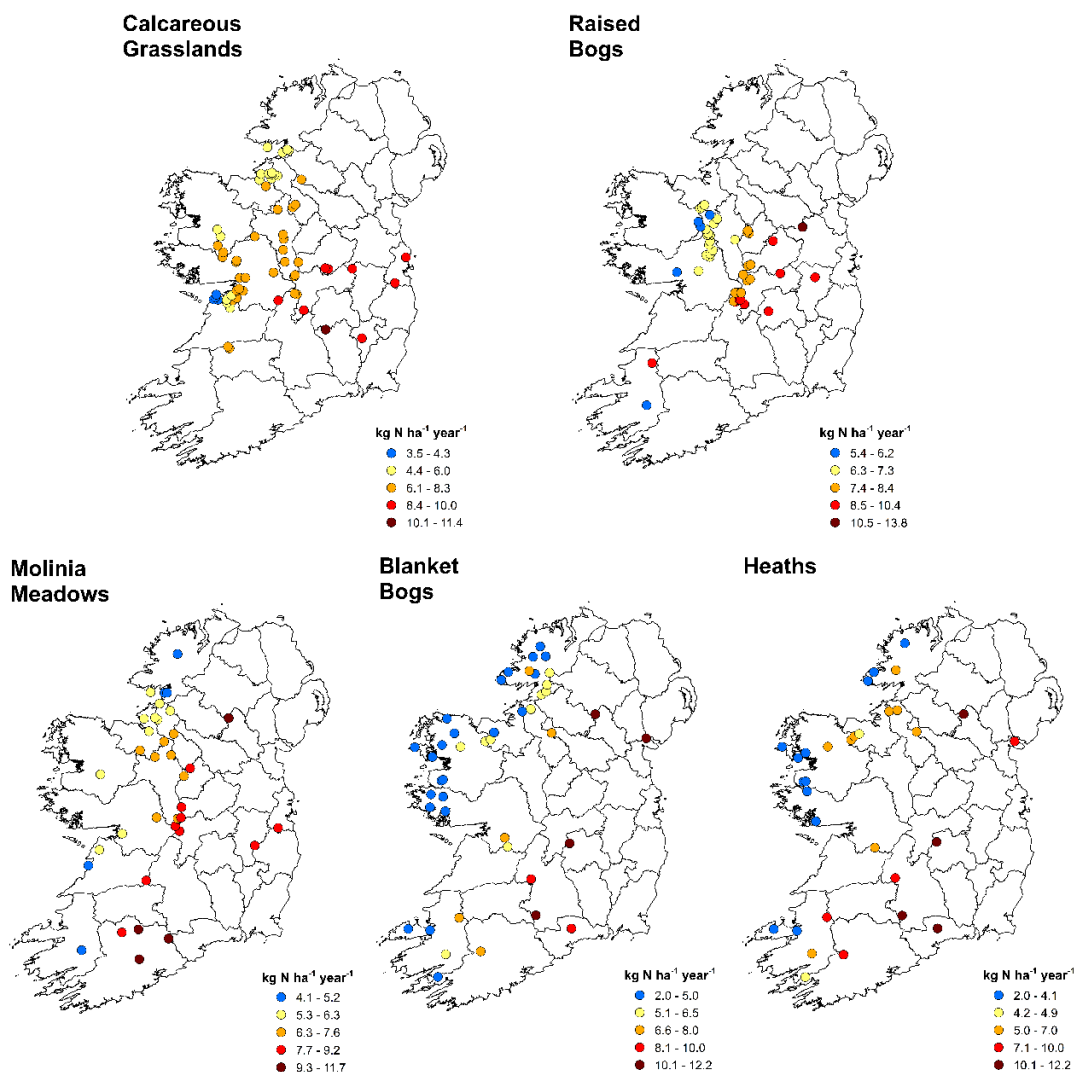 Calcareous
Grasslands
kg N ha⁻¹ year⁻¹
3.5 - 4.3
4.4 - 6.0
6.1 - 8.3
8.4 - 10.0
10.1 - 11.4
Raised
Bogs
kg N ha⁻¹ year⁻¹
5.4 - 6.2
6.3 - 7.3
7.4 - 8.4
8.5 - 10.4
10.5 - 13.8
Molinia
Meadows
4.1 - 5.2
5.3 - 6.3
6.3 - 7.6
7.7 - 9.2
9.3 - 11.7
kg N ha⁻¹ year⁻¹
Blanket
Bogs
kg N ha⁻¹ year⁻¹
2.0 - 5.0
5.1 - 6.5
6.6 - 8.0
8.1 - 10.0
10.1 - 12.2
Heaths
kg N ha⁻¹ year⁻¹
2.0 - 4.1
4.2 - 4.9
5.0 - 7.0
7.1 - 10.0
10.1 - 12.2